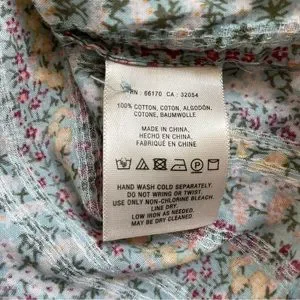 RN : 66170 CA : 32054
100% COTTON, COTON, ALGODÓN,
COTONE, BAUMWOLLE
MADE IN CHINA,
HECHO EN CHINA,
FABRIQUÉ EN CHINE
HAND WASH COLD SEPARATELY.
DO NOT WRING OR TWIST.
USE ONLY NON-CHLORINE BLEACH.
LINE DRY.
LOW IRON AS NEEDED.
MAY BE DRY CLEANED.